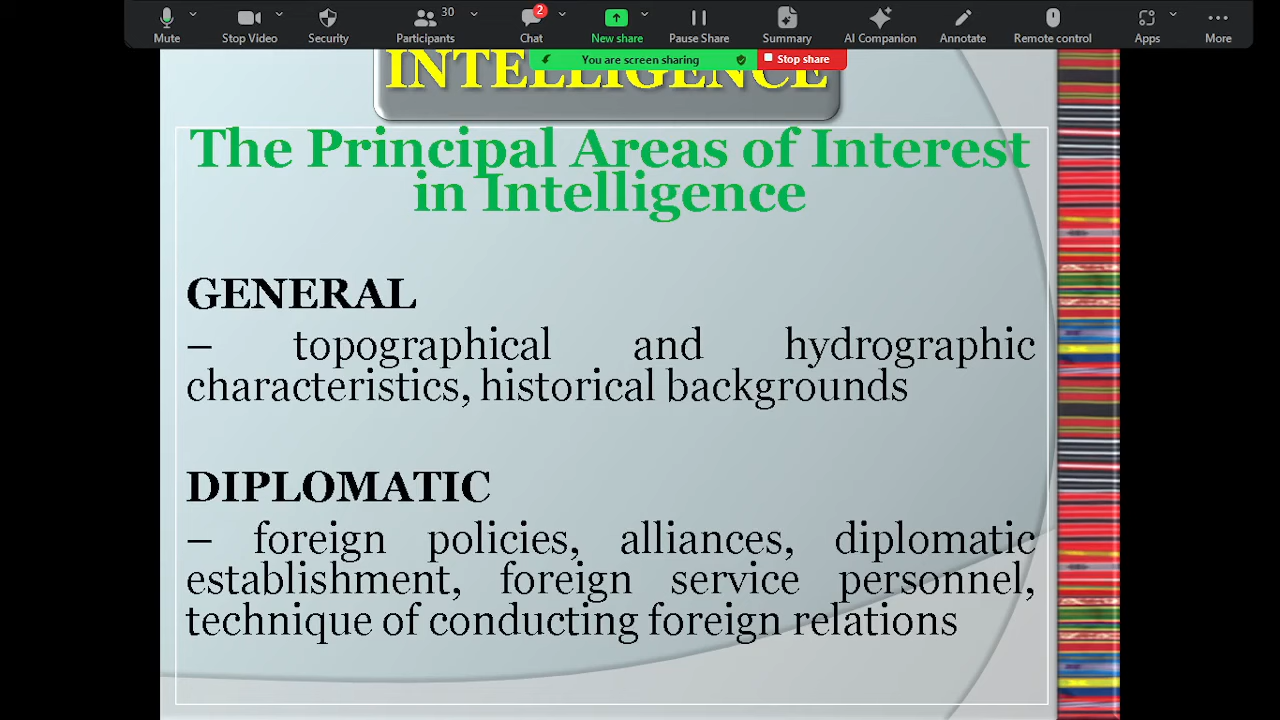 Mute
Stop Video
Security
Participants
30
Chat
2
New share
Pause Share
Summary
AI Companion
Annotate
Remote control
Apps
More
You are screen sharing
Stop share
INTELLIGENCE
The Principal Areas of Interest
in Intelligence
GENERAL
– topographical and hydrographic
characteristics, historical backgrounds
DIPLOMATIC
– foreign policies, alliances, diplomatic
establishment, foreign service personnel,
technique of conducting foreign relations